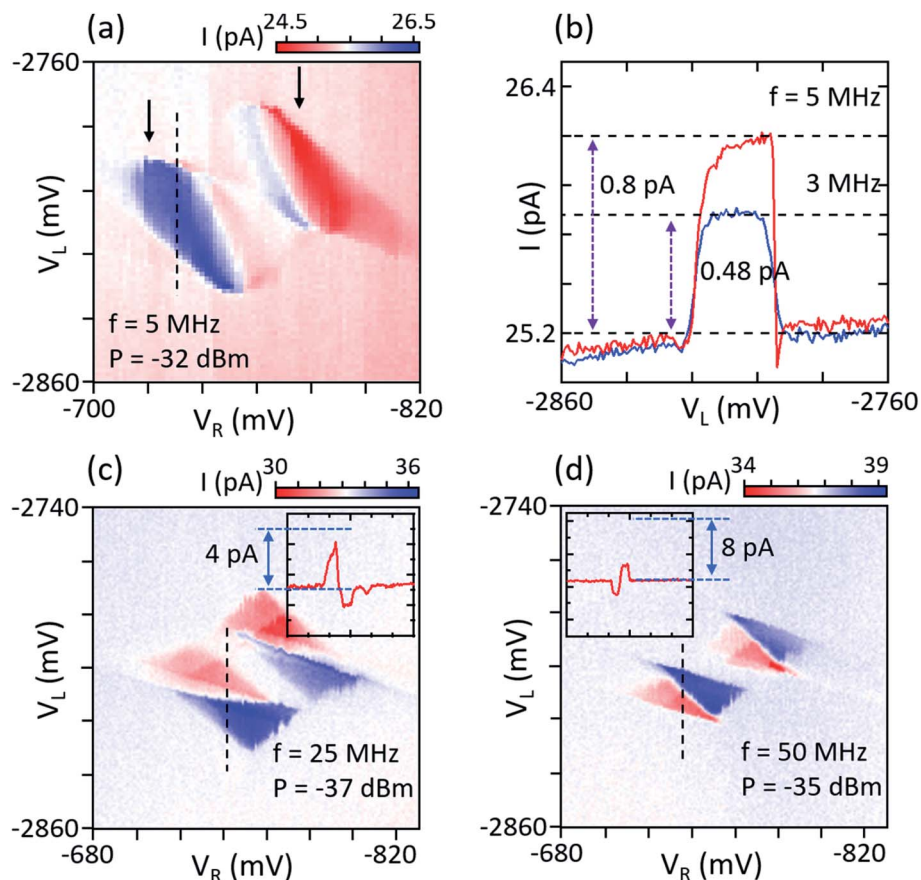 (a)
I (pA)
24.5
26.5
-2760
V_L (mV)
-2860
f = 5 MHz
P = -32 dBm
-700
V_R (mV)
-820
(b)
26.4
I (pA)
25.2
f = 5 MHz
0.8 pA
3 MHz
0.48 pA
-2860
V_L (mV)
-2760
(c)
I (pA)
30
36
-2740
V_L (mV)
-2860
4 pA
f = 25 MHz
P = -37 dBm
-680
V_R (mV)
-820
(d)
I (pA)
34
39
-2740
V_L (mV)
-2860
8 pA
f = 50 MHz
P = -35 dBm
-680
V_R (mV)
-820